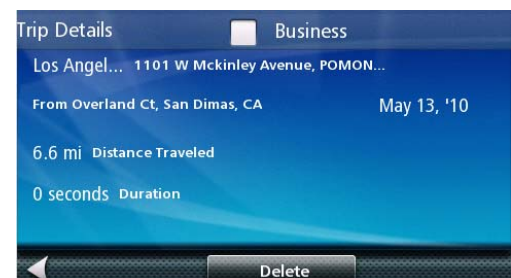 Trip Details Business
Los Angel... 1101 W Mckinley Avenue, POMON...
From Overland Ct, San Dimas, CA May 13, '10
6.6 mi Distance Traveled
0 seconds Duration
Delete